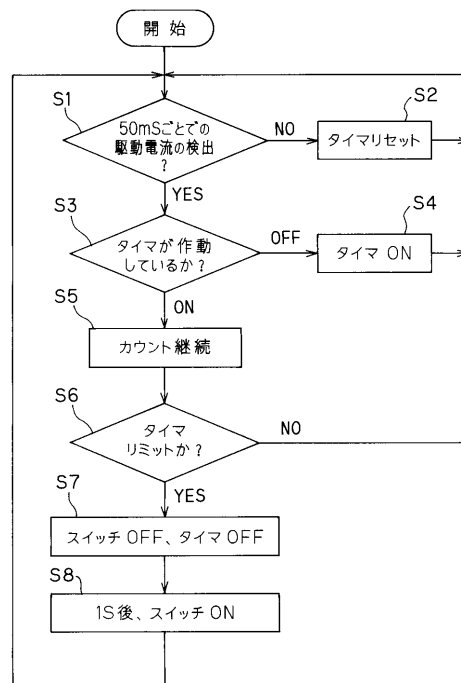 開始
S1
50mSごとでの
駆動電流の検出
?
NO
S2
タイマリセット
YES
S3
タイマが作動
しているか?
OFF
S4
タイマ ON
ON
S5
カウント継続
S6
タイマ
リミットか?
NO
YES
S7
スイッチ OFF、タイマ OFF
S8
1S後、スイッチ ON